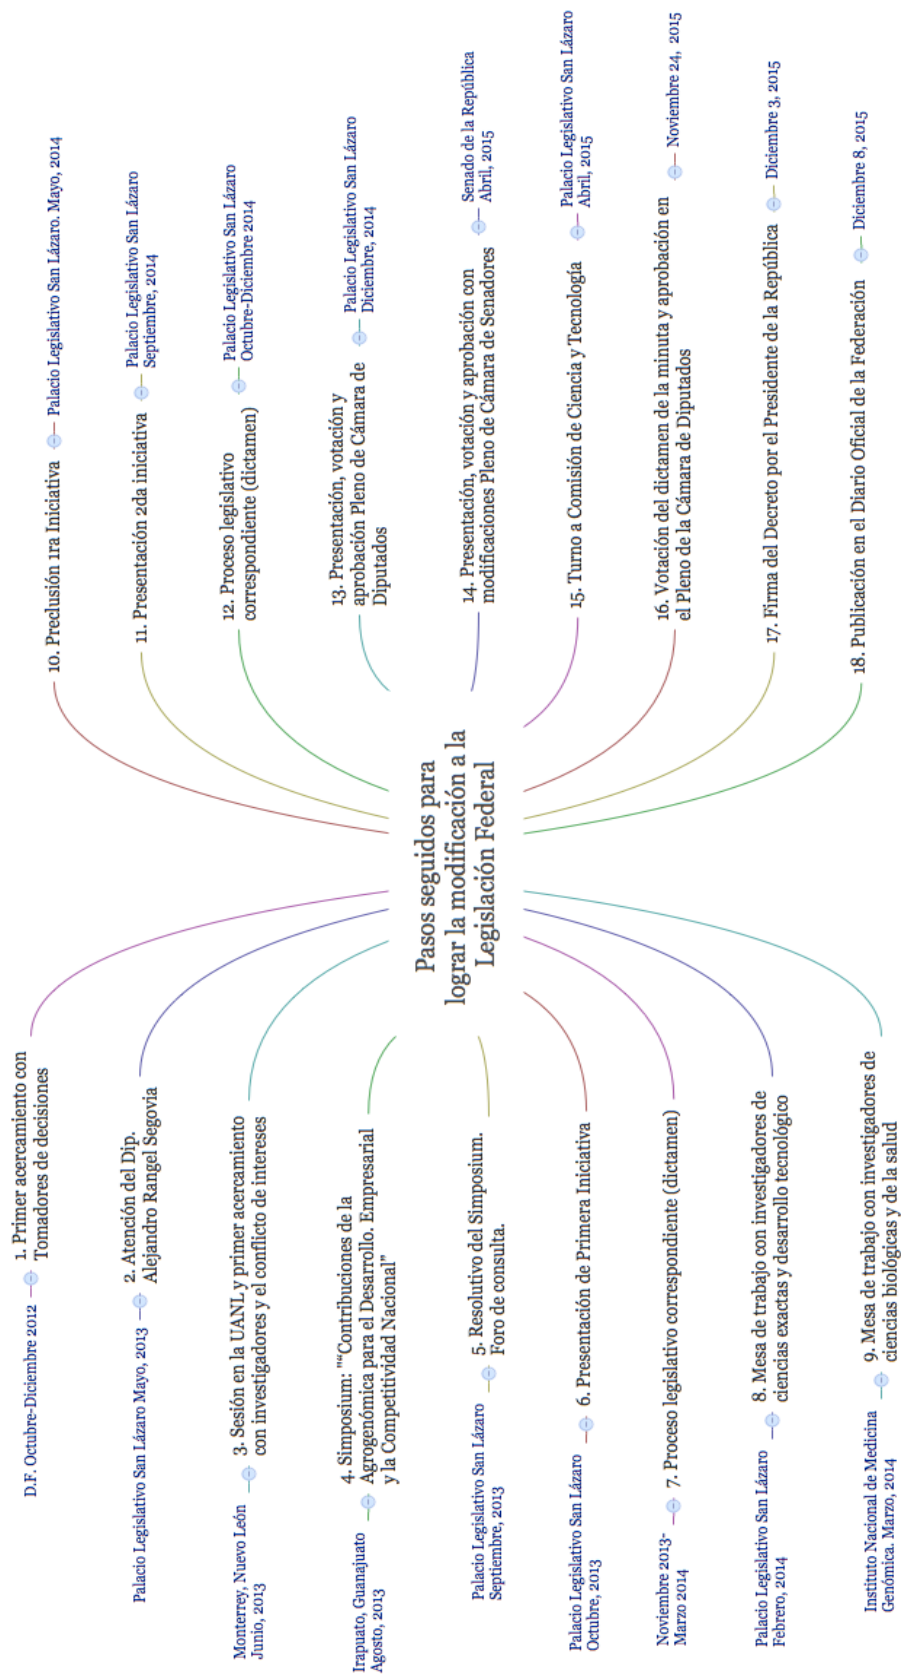 Pasos seguidos para
lograr la modificación a la
Legislación Federal
D.F. Octubre-Diciembre 2012
1. Primer acercamiento con
Tomadores de decisiones
Palacio Legislativo San Lázaro Mayo, 2013
2. Atención del Dip.
Alejandro Rangel Segovia
Monterrey, Nuevo León
Junio, 2013
3. Sesión en la UANL y primer acercamiento
con investigadores y el conflicto de intereses
Irapuato, Guanajuato
Agosto, 2013
4. Simposium: "“Contribuciones de la
Agrogenómica para el Desarrollo. Empresarial
y la Competitividad Nacional”
Palacio Legislativo San Lázaro
Septiembre, 2013
5. Resolutivo del Simposium.
Foro de consulta.
Palacio Legislativo San Lázaro
Octubre, 2013
6. Presentación de Primera Iniciativa
Noviembre 2013-
Marzo 2014
7. Proceso legislativo correspondiente (dictamen)
Palacio Legislativo San Lázaro
Febrero, 2014
8. Mesa de trabajo con investigadores de
ciencias exactas y desarrollo tecnológico
Instituto Nacional de Medicina
Genómica. Marzo, 2014
9. Mesa de trabajo con investigadores de
ciencias biológicas y de la salud
10. Preclusión 1ra Iniciativa
Palacio Legislativo San Lázaro. Mayo, 2014
11. Presentación 2da iniciativa
Palacio Legislativo San Lázaro
Septiembre, 2014
12. Proceso legislativo
correspondiente (dictamen)
Palacio Legislativo San Lázaro
Octubre-Diciembre 2014
13. Presentación, votación y
aprobación Pleno de Cámara de
Diputados
Palacio Legislativo San Lázaro
Diciembre, 2014
14. Presentación, votación y aprobación con
modificaciones Pleno de Cámara de Senadores
Senado de la República
Abril, 2015
15. Turno a Comisión de Ciencia y Tecnología
Palacio Legislativo San Lázaro
Abril, 2015
16. Votación del dictamen de la minuta y aprobación en
el Pleno de la Cámara de Diputados
Noviembre 24, 2015
17. Firma del Decreto por el Presidente de la República
Diciembre 3, 2015
18. Publicación en el Diario Oficial de la Federación
Diciembre 8, 2015